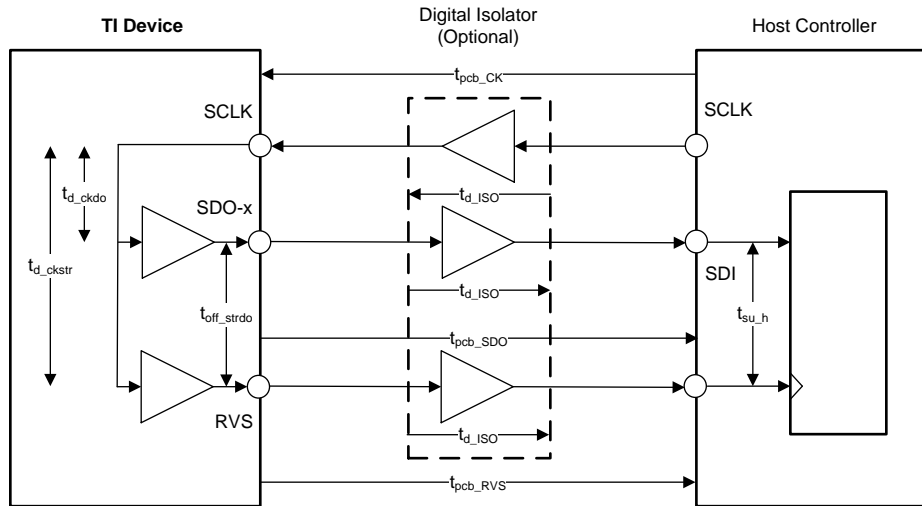 TI Device
Digital Isolator
(Optional)
Host Controller
t_pcb_CK
SCLK
SCLK
t_d_ckdo
t_d_ISO
SDO-x
t_d_ckstr
SDI
t_d_ISO
t_off_strdo
t_su_h
t_pcb_SDO
RVS
t_d_ISO
t_pcb_RVS